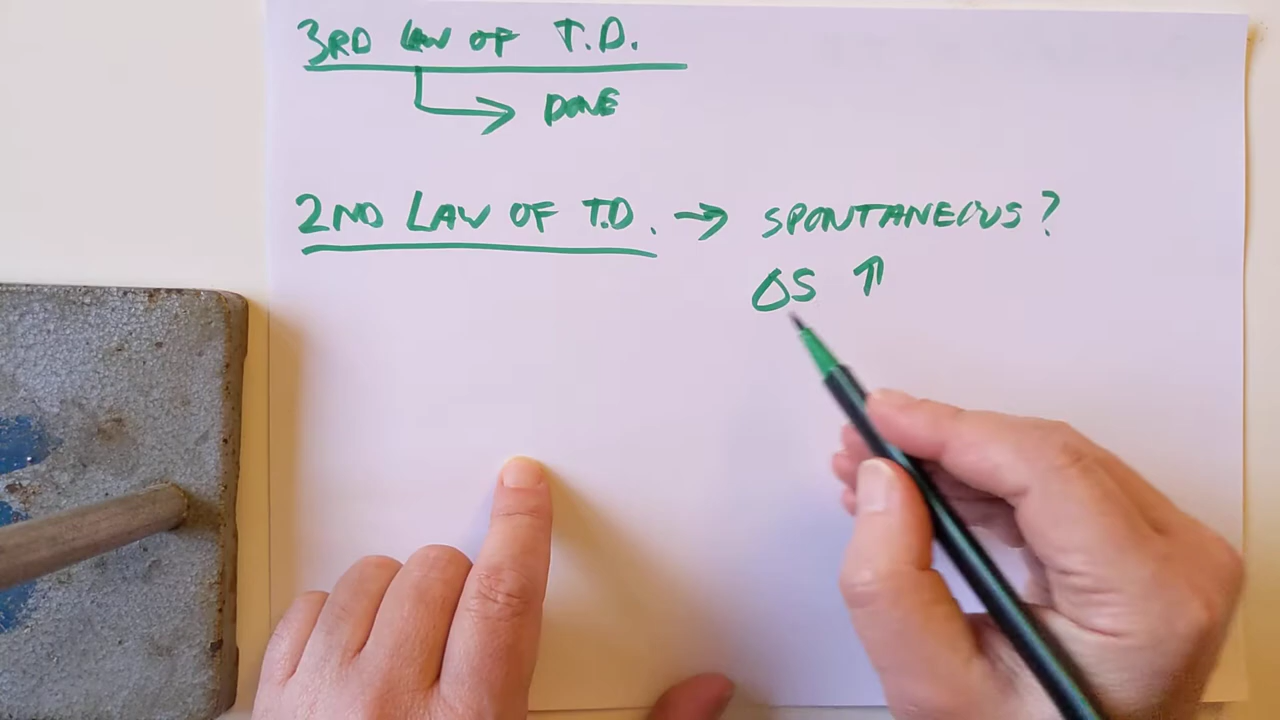 3RD LAW OF T.D.
→ DONE
2ND LAW OF T.D. → SPONTANEOUS?
ΔS ↑